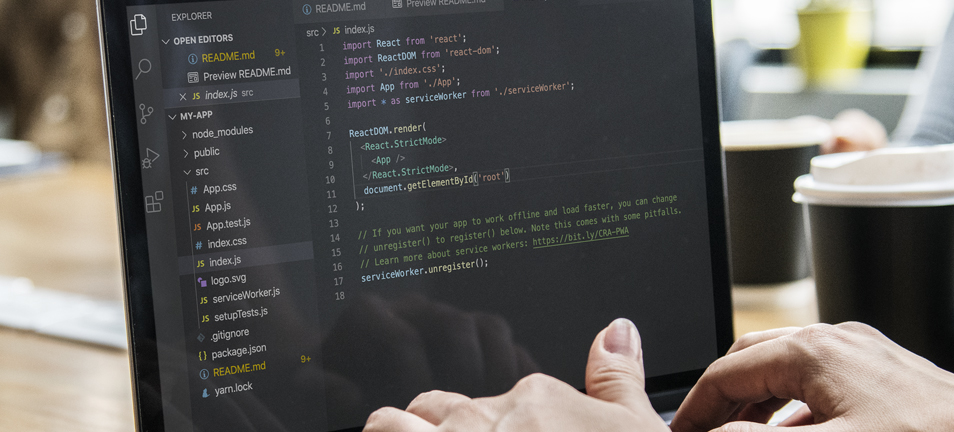 EXPLORER
OPEN EDITORS
README.md 9+
Preview README.md
index.js src
MY-APP
node_modules
public
src
# App.css
JS App.js
JS App.test.js
# index.css
JS index.js
logo.svg
JS serviceWorker.js
JS setupTests.js
.gitignore
{} package.json
README.md 9+
yarn.lock
README.md
Preview README.md
src > JS index.js
1 import React from 'react';
2 import ReactDOM from 'react-dom';
3 import './index.css';
4 import App from './App';
5 import * as serviceWorker from './serviceWorker';
6
7 ReactDOM.render(
8 <React.StrictMode>
9 <App />
10 </React.StrictMode>,
11 document.getElementById('root')
12 );
13
14 // If you want your app to work offline and load faster, you can change
15 // unregister() to register() below. Note this comes with some pitfalls.
16 // Learn more about service workers: https://bit.ly/CRA-PWA
17 serviceWorker.unregister();
18